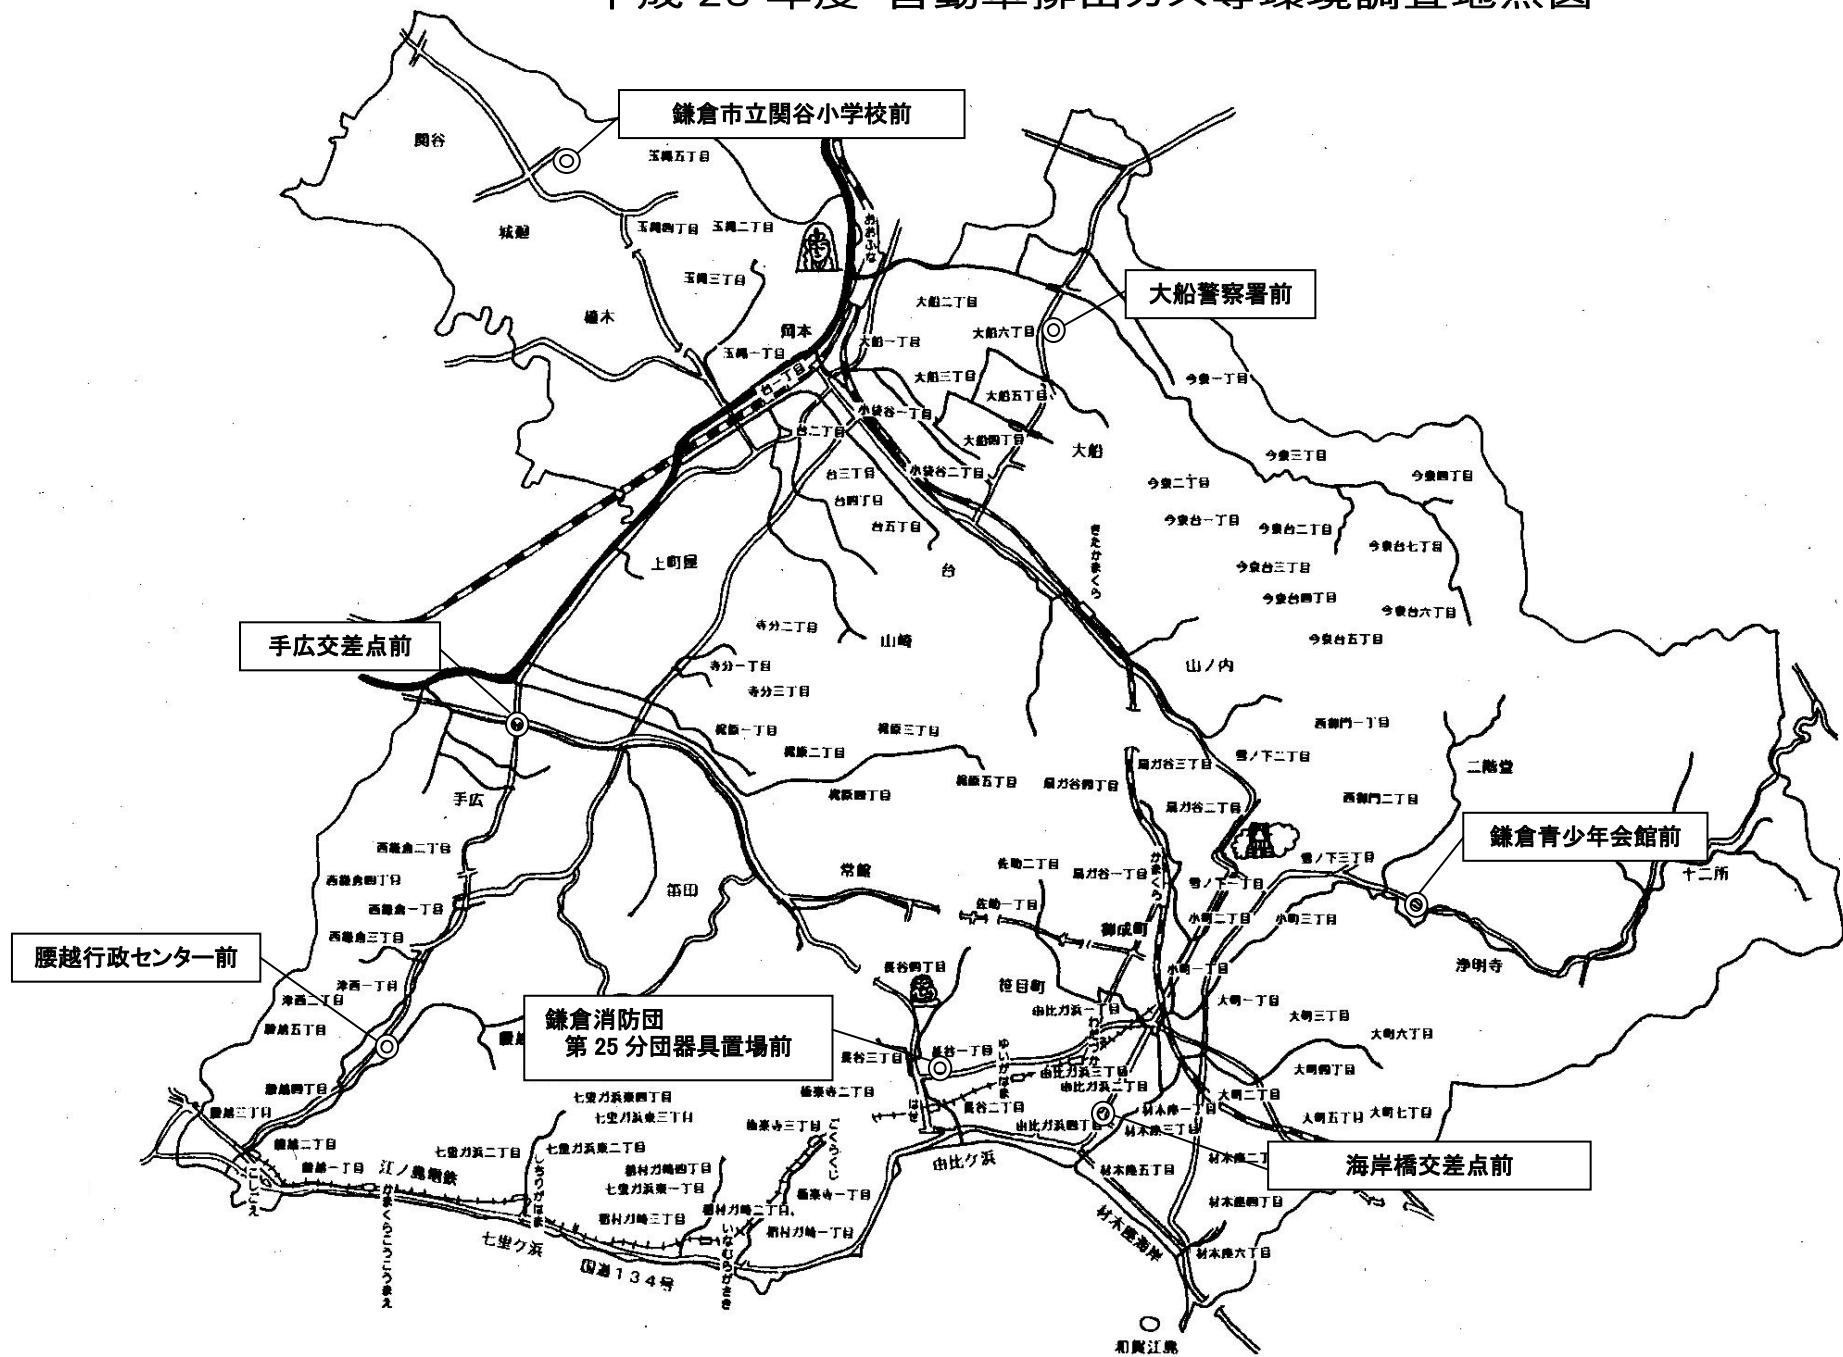 鎌倉市立関谷小学校前
関谷
玉縄五丁目
城廻
玉縄四丁目
玉縄二丁目
おおふな
玉縄三丁目
大船警察署前
植木
岡本
大船二丁目
大船六丁目
玉縄一丁目
大船一丁目
台一丁目
大船三丁目
大船五丁目
今泉一丁目
小袋谷一丁目
台二丁目
大船四丁目
大船
今泉三丁目
台三丁目
小袋谷二丁目
今泉二丁目
今泉四丁目
台四丁目
台五丁目
今泉台一丁目
今泉台二丁目
今泉台七丁目
きたかまくら
上町屋
台
今泉台三丁目
今泉台四丁目
今泉台六丁目
寺分二丁目
山崎
今泉台五丁目
手広交差点前
寺分一丁目
山ノ内
寺分三丁目
梶原一丁目
梶原二丁目
梶原三丁目
西御門一丁目
雪ノ下二丁目
扇ガ谷三丁目
二階堂
梶原四丁目
梶原五丁目
扇ガ谷四丁目
手広
扇ガ谷二丁目
西御門二丁目
鎌倉青少年会館前
西鎌倉二丁目
西鎌倉四丁目
笛田
常盤
佐助二丁目
扇ガ谷一丁目
かまくら
雪ノ下三丁目
雪ノ下一丁目
十二所
西鎌倉一丁目
佐助一丁目
小町二丁目
小町三丁目
西鎌倉三丁目
御成町
腰越行政センター前
長谷四丁目
小町一丁目
浄明寺
津西一丁目
津西二丁目
笹目町
大町一丁目
腰越五丁目
鎌倉消防団
第 25 分団器具置場前
由比ガ浜一丁目
大町三丁目
大町六丁目
長谷三丁目
長谷一丁目
ゆいがはま
わだづか
由比ガ浜三丁目
大町四丁目
腰越四丁目
七里ガ浜東四丁目
極楽寺二丁目
由比ガ浜二丁目
大町二丁目
腰越三丁目
七里ガ浜東三丁目
はせ
長谷二丁目
材木座一丁目
大町五丁目
大町七丁目
極楽寺三丁目
ごくらくじ
由比ガ浜四丁目
材木座三丁目
腰越二丁目
七里ガ浜二丁目
七里ガ浜東二丁目
由比ケ浜
材木座二丁
海岸橋交差点前
こしごえ
腰越一丁目
江ノ島電鉄
しちりがはま
稲村ガ崎四丁目
材木座五丁目
七里ガ浜東一丁目
極楽寺一丁目
材木座四丁目
かまくらこうこうまえ
稲村ガ崎三丁目
稲村ガ崎二丁目
稲村ガ崎一丁目
七里ケ浜
いなむらがさき
材木座海岸
材木座六丁目
国道134号
和賀江島